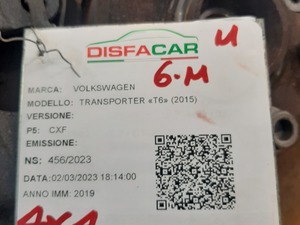 DISFACAR
U
6.M
MARCA: VOLKSWAGEN
MODELLO: TRANSPORTER «T6» (2015)
VERSIONE:
P5: CXF
EMISSIONE:
NS: 456/2023
DATA:02/03/2023 18:14:00
ANNO IMM: 2019